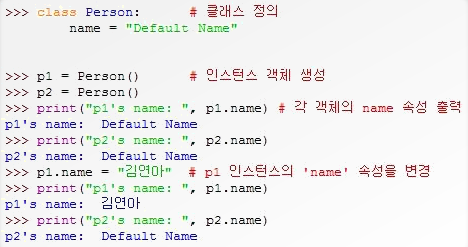 >>> class Person:       # 클래스 정의
        name = "Default Name"
>>> p1 = Person()       # 인스턴스 객체 생성
>>> p2 = Person()
>>> print("p1's name: ", p1.name) # 각 객체의 name 속성 출력
p1's name:  Default Name
>>> print("p2's name: ", p2.name)
p2's name:  Default Name
>>> p1.name = "김연아"  # p1 인스턴스의 'name' 속성을 변경
>>> print("p1's name: ", p1.name)
p1's name:  김연아
>>> print("p2's name: ", p2.name)
p2's name:  Default Name